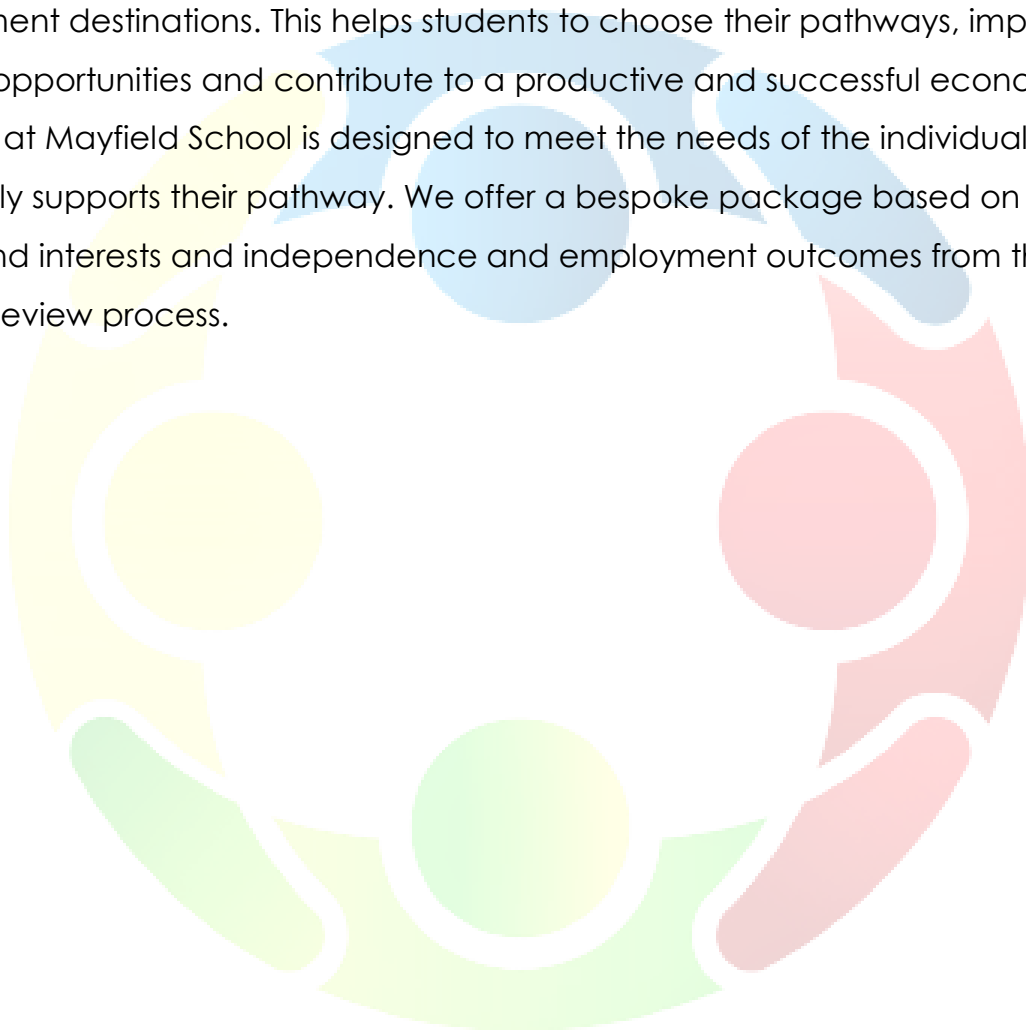 ent destinations. This helps students to choose their pathways, imp
opportunities and contribute to a productive and successful econo
at Mayfield School is designed to meet the needs of the individual
ly supports their pathway. We offer a bespoke package based on
nd interests and independence and employment outcomes from th
eview process.